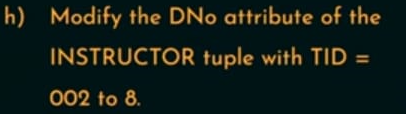 h) Modify the DNo attribute of the
INSTRUCTOR tuple with TID =
002 to 8.